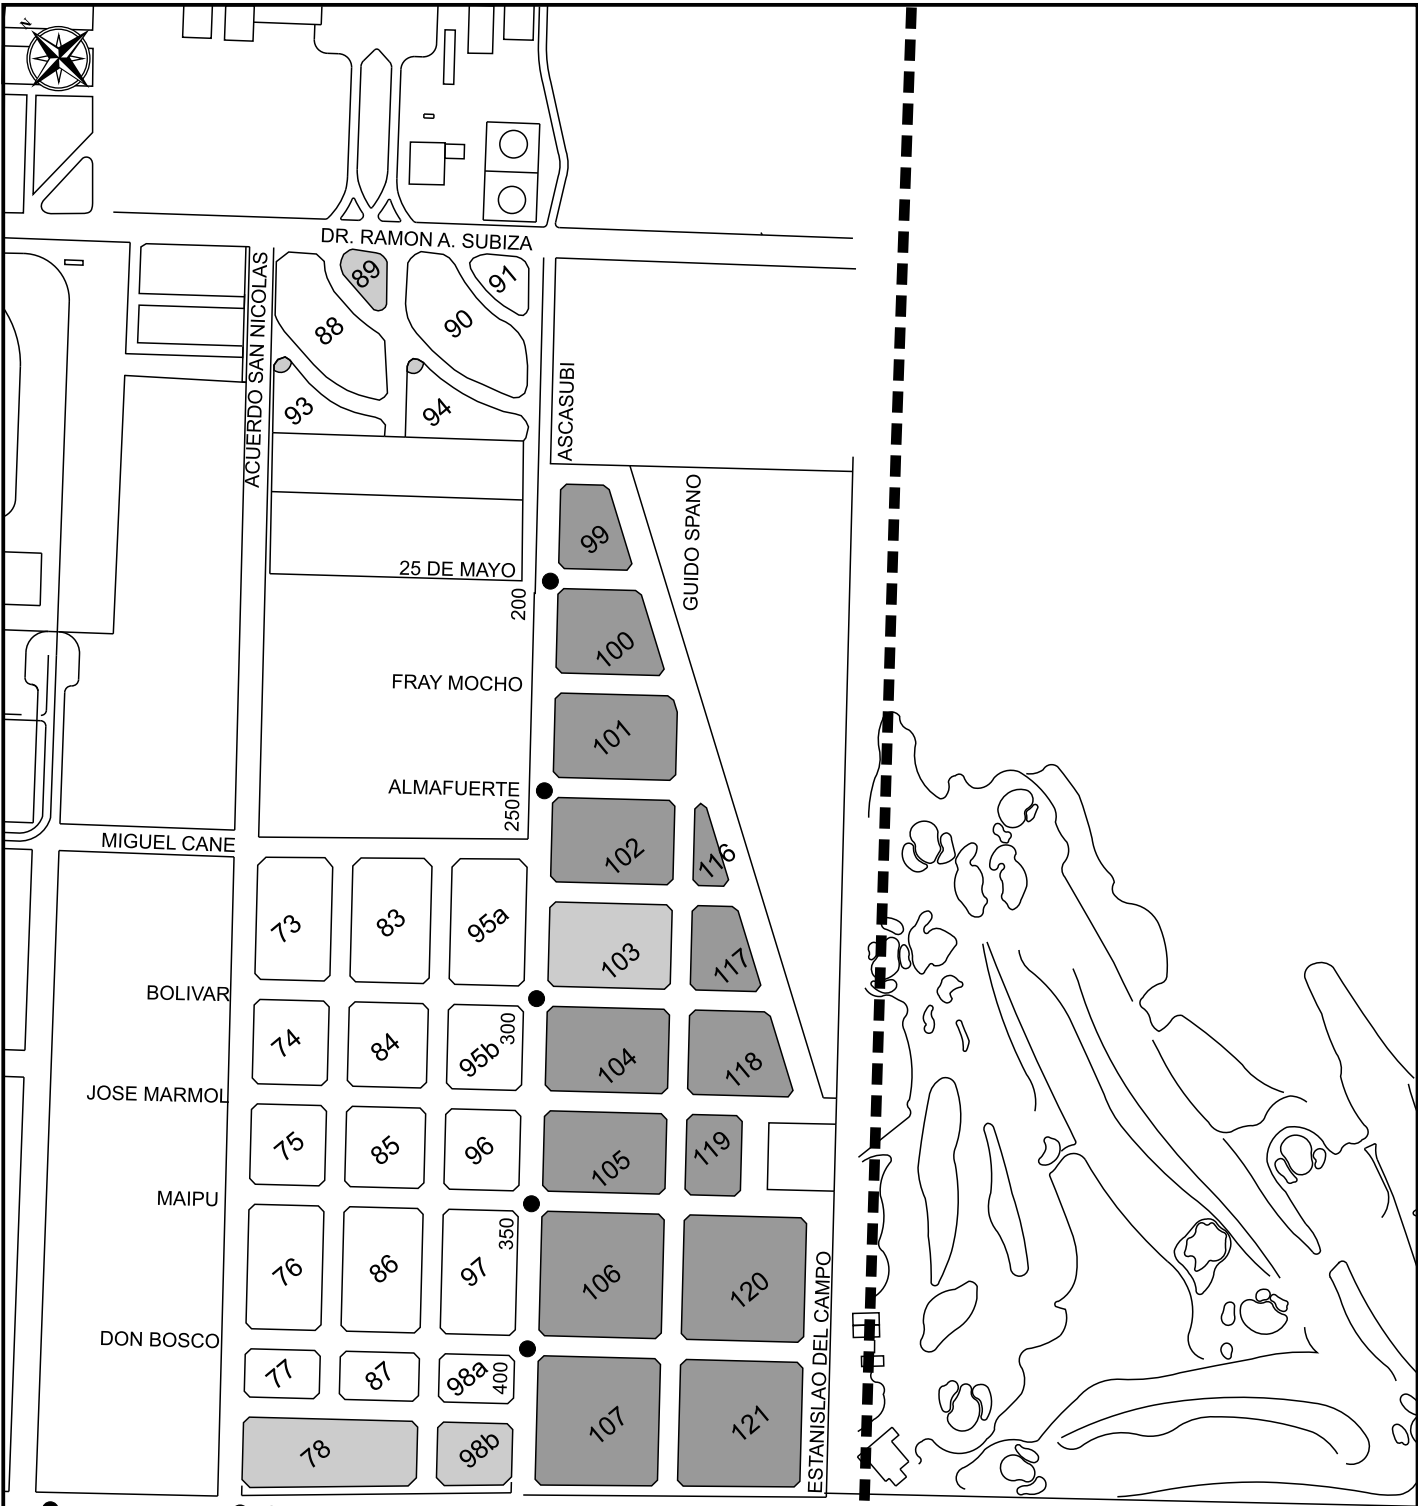 N
DR. RAMON A. SUBIZA
ACUERDO SAN NICOLAS
89
91
88
90
93
94
ASCASUBI
GUIDO SPANO
99
25 DE MAYO
200
100
FRAY MOCHO
101
ALMAFUERTE
250
MIGUEL CANE
102
116
73
83
95a
103
117
BOLIVAR
74
84
95b
300
104
118
JOSE MARMOL
75
85
96
105
119
MAIPU
350
76
86
97
106
120
ESTANISLAO DEL CAMPO
DON BOSCO
77
87
98a
400
107
121
78
98b